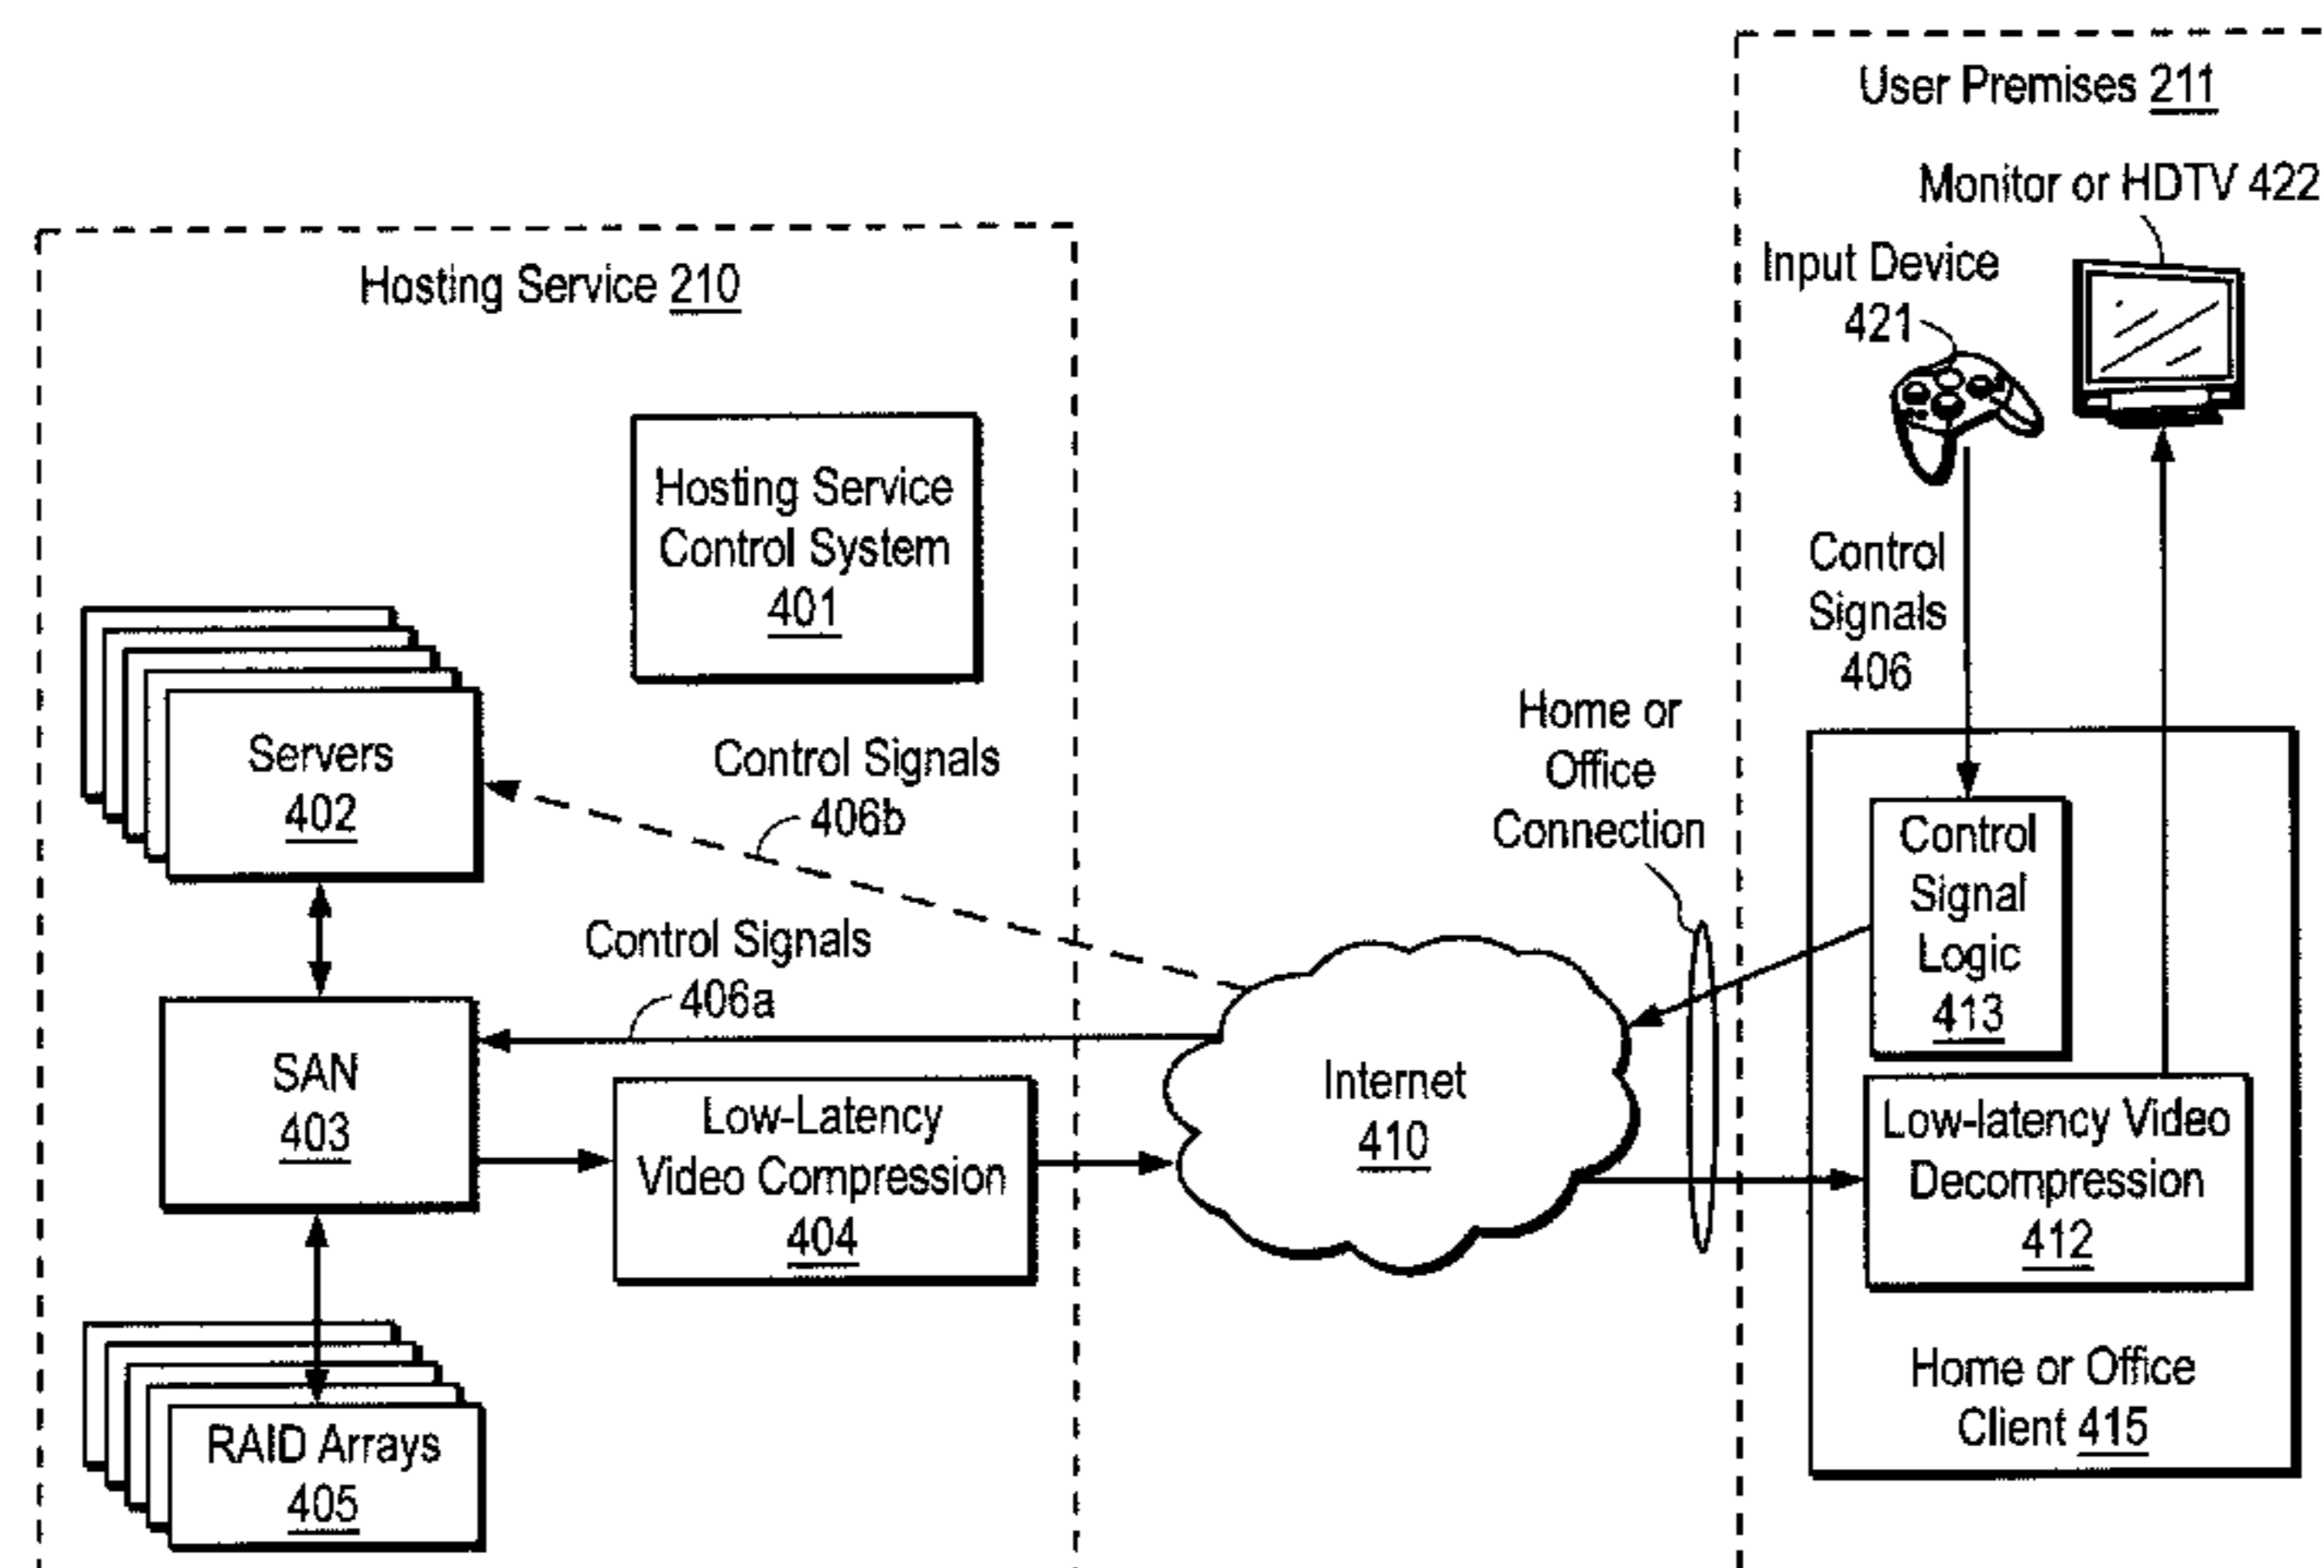 User Premises 211
Monitor or HDTV 422
Input Device
421
Hosting Service 210
Hosting Service
Control System
401
Control
Signals
406
Servers
402
Control Signals
406b
Home or
Office
Connection
Control
Signal
Logic
413
Control Signals
406a
SAN
403
Low-Latency
Video Compression
404
Internet
410
Low-latency Video
Decompression
412
Home or Office
Client 415
RAID Arrays
405